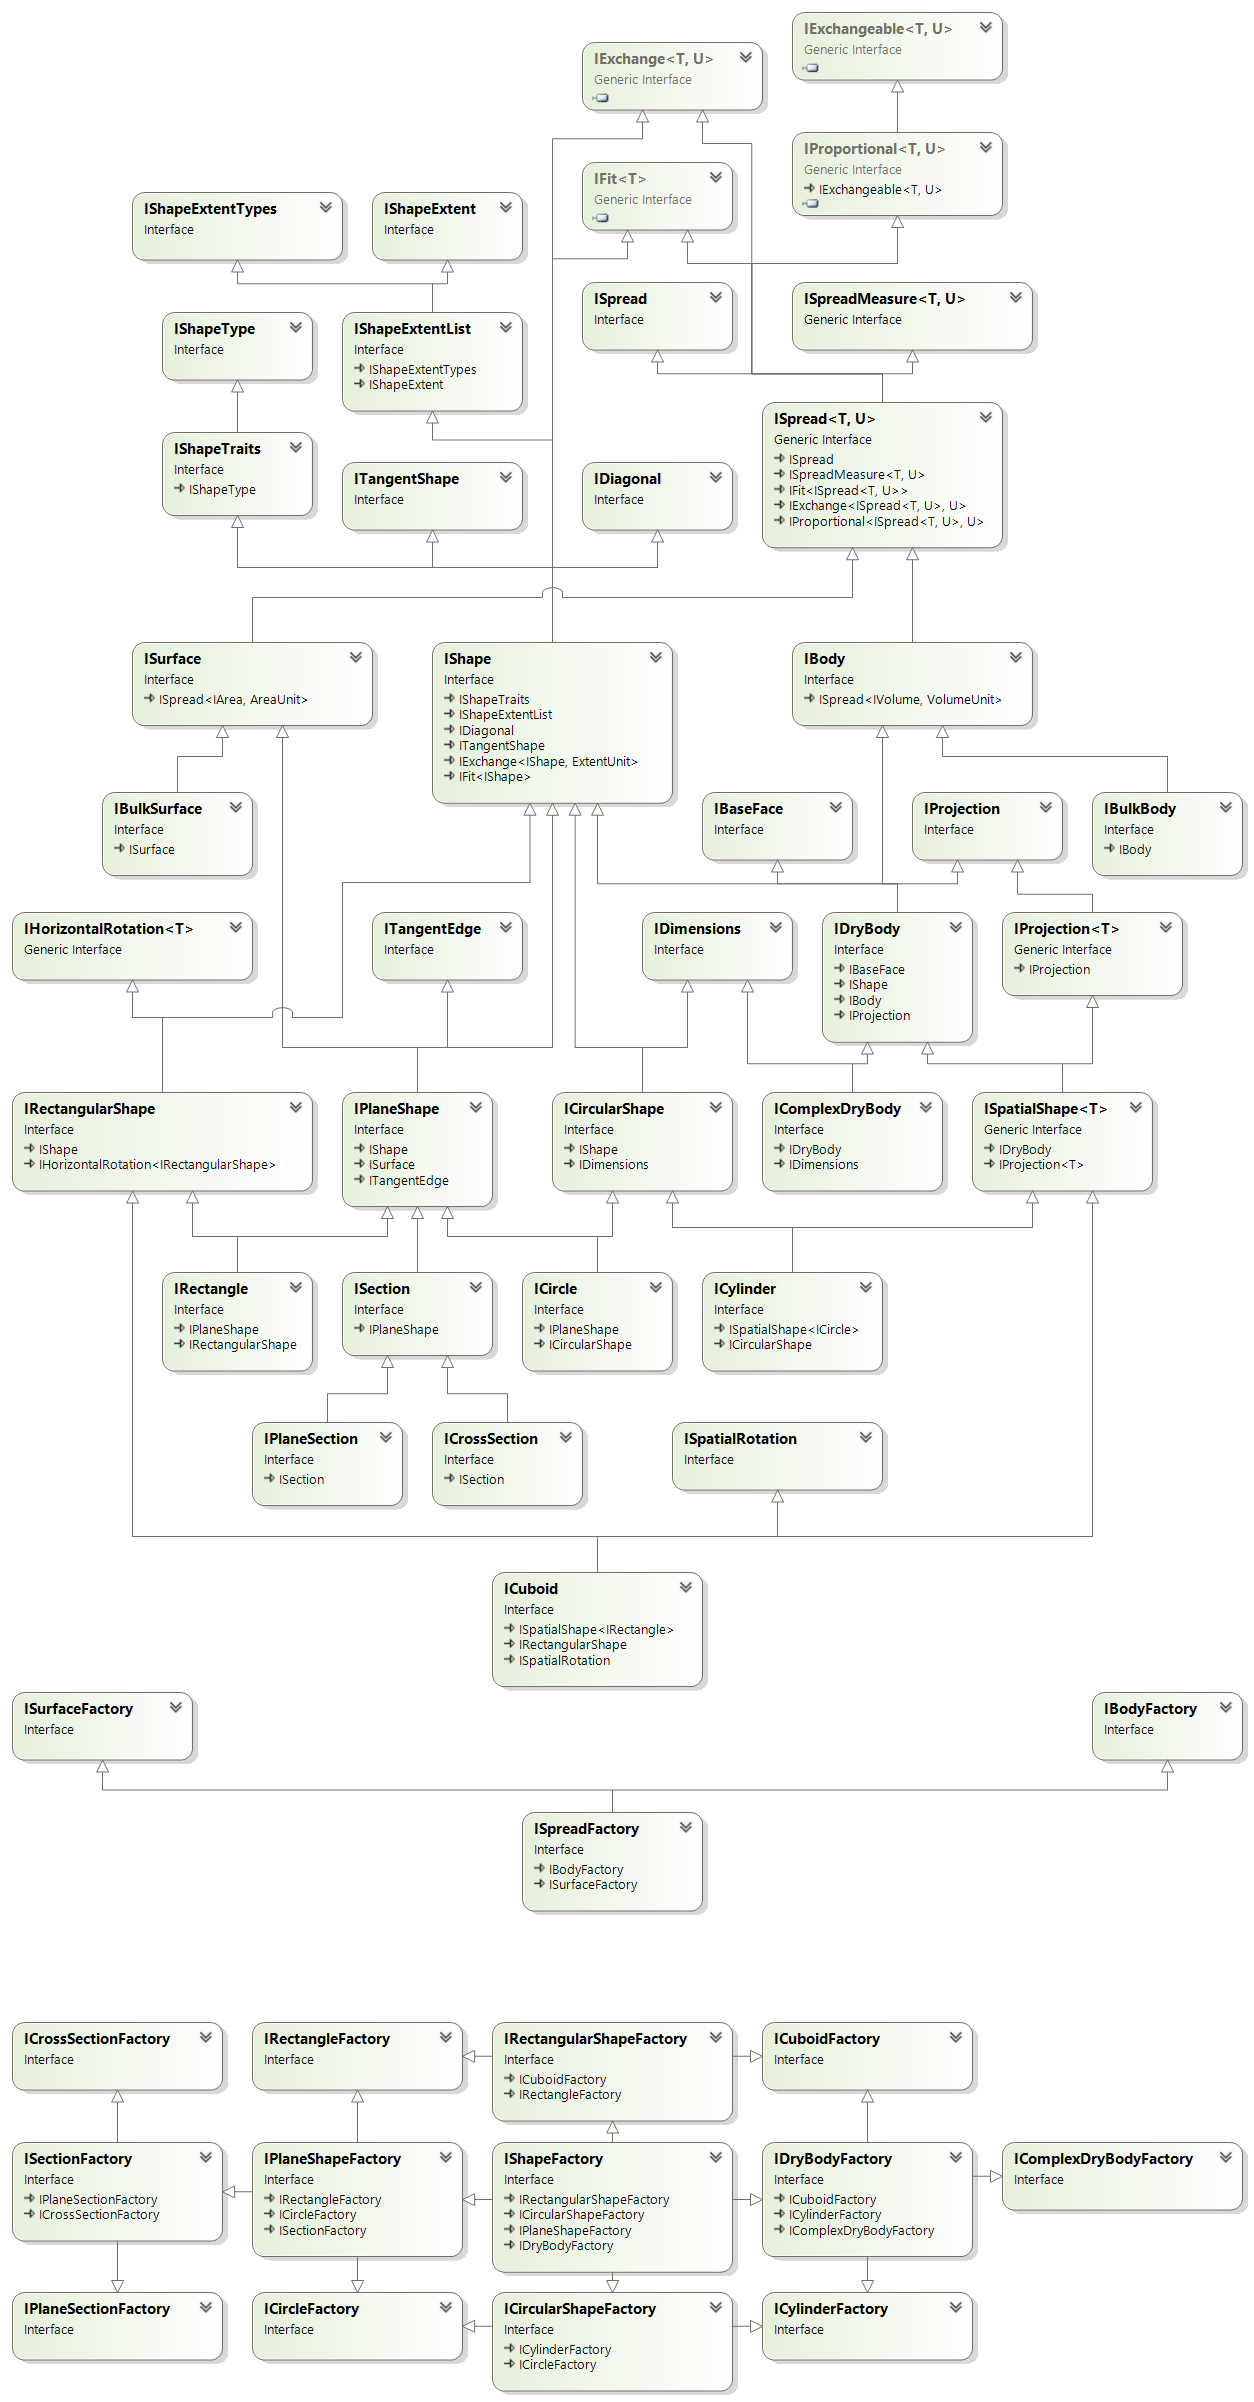 IExchangeable<T, U>
Generic Interface
IExchange<T, U>
Generic Interface
IProportional<T, U>
Generic Interface
IExchangeable<T, U>
IFit<T>
Generic Interface
IShapeExtentTypes
Interface
IShapeExtent
Interface
ISpread
Interface
ISpreadMeasure<T, U>
Generic Interface
IShapeType
Interface
IShapeExtentList
Interface
IShapeExtentTypes
IShapeExtent
ISpread<T, U>
Generic Interface
ISpread
ISpreadMeasure<T, U>
IFit<ISpread<T, U>>
IExchange<ISpread<T, U>, U>
IProportional<ISpread<T, U>, U>
IShapeTraits
Interface
IShapeType
ITangentShape
Interface
IDiagonal
Interface
ISurface
Interface
ISpread<IArea, AreaUnit>
IShape
Interface
IShapeTraits
IShapeExtentList
IDiagonal
ITangentShape
IExchange<IShape, ExtentUnit>
IFit<IShape>
IBody
Interface
ISpread<IVolume, VolumeUnit>
IBulkSurface
Interface
ISurface
IBaseFace
Interface
IProjection
Interface
IBulkBody
Interface
IBody
IHorizontalRotation<T>
Generic Interface
ITangentEdge
Interface
IDimensions
Interface
IDryBody
Interface
IBaseFace
IShape
IBody
IProjection
IProjection<T>
Generic Interface
IProjection
IRectangularShape
Interface
IShape
IHorizontalRotation<IRectangularShape>
IPlaneShape
Interface
IShape
ISurface
ITangentEdge
ICircularShape
Interface
IShape
IDimensions
IComplexDryBody
Interface
IDryBody
IDimensions
ISpatialShape<T>
Generic Interface
IDryBody
IProjection<T>
IRectangle
Interface
IPlaneShape
IRectangularShape
ISection
Interface
IPlaneShape
ICircle
Interface
IPlaneShape
ICircularShape
ICylinder
Interface
ISpatialShape<ICircle>
ICircularShape
IPlaneSection
Interface
ISection
ICrossSection
Interface
ISection
ISpatialRotation
Interface
ICuboid
Interface
ISpatialShape<IRectangle>
IRectangularShape
ISpatialRotation
ISurfaceFactory
Interface
IBodyFactory
Interface
ISpreadFactory
Interface
IBodyFactory
ISurfaceFactory
ICrossSectionFactory
Interface
IRectangleFactory
Interface
IRectangularShapeFactory
Interface
ICuboidFactory
IRectangleFactory
ICuboidFactory
Interface
ISectionFactory
Interface
IPlaneSectionFactory
ICrossSectionFactory
IPlaneShapeFactory
Interface
IRectangleFactory
ICircleFactory
ISectionFactory
IShapeFactory
Interface
IRectangularShapeFactory
ICircularShapeFactory
IPlaneShapeFactory
IDryBodyFactory
IDryBodyFactory
Interface
ICuboidFactory
ICylinderFactory
IComplexDryBodyFactory
IComplexDryBodyFactory
Interface
IPlaneSectionFactory
Interface
ICircleFactory
Interface
ICircularShapeFactory
Interface
ICylinderFactory
ICircleFactory
ICylinderFactory
Interface